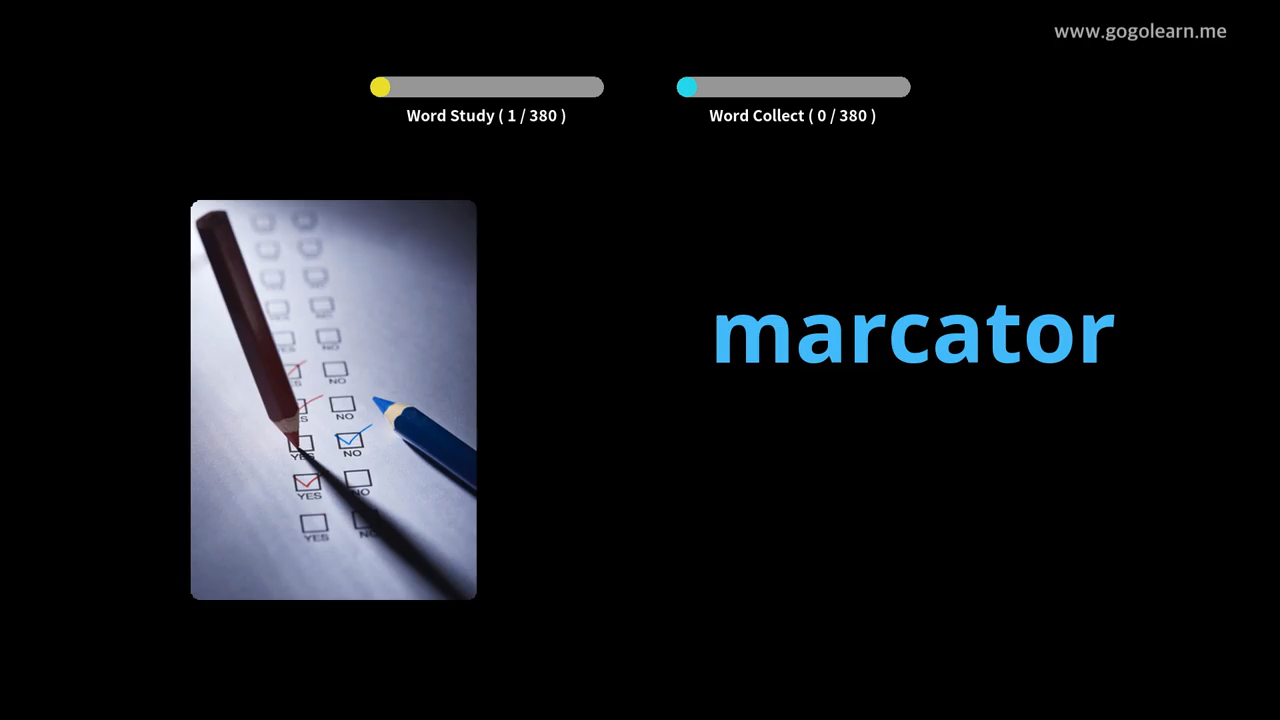 www.gogolearn.me
Word Study ( 1 / 380 )
Word Collect ( 0 / 380 )
marcator
NO
NO
NO
YES NO
YES NO
YES NO